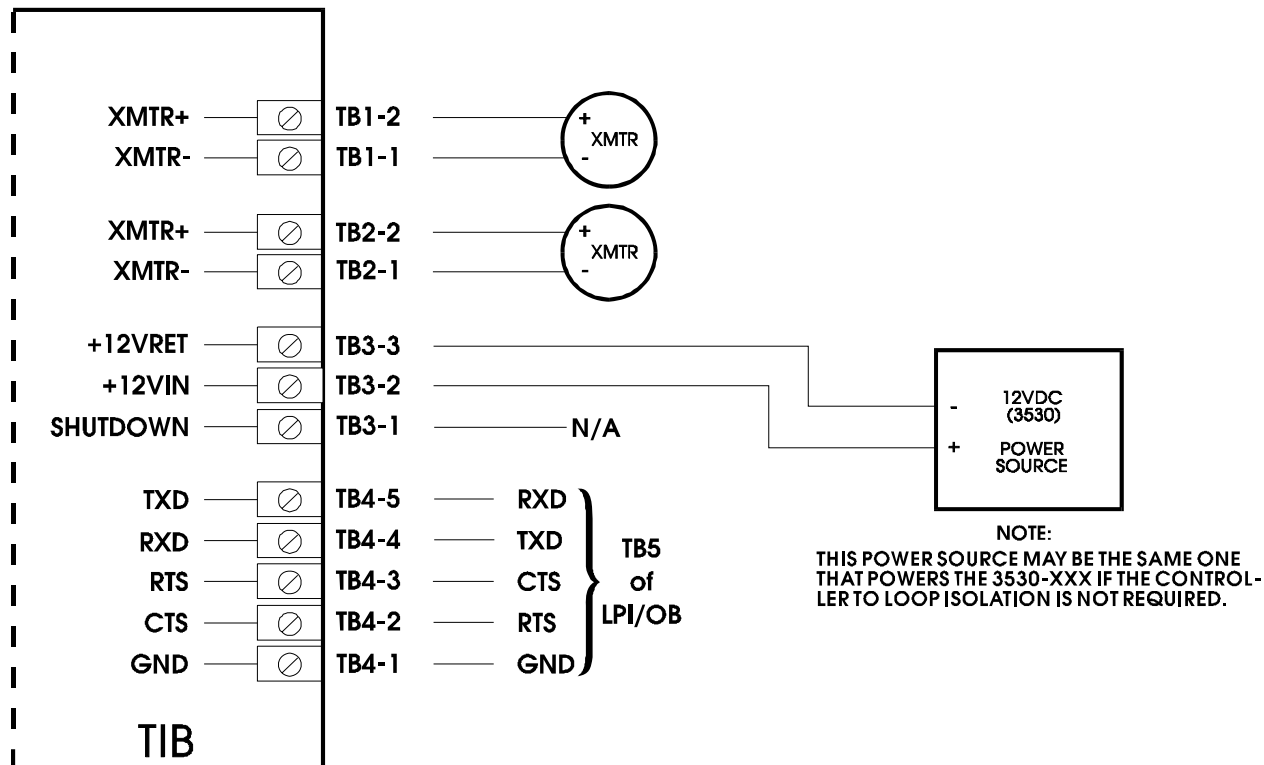 XMTR+ TB1-2 + XMTR
XMTR- TB1-1 -
XMTR+ TB2-2 + XMTR
XMTR- TB2-1 -
+12VRET TB3-3
+12VIN TB3-2
SHUTDOWN TB3-1 N/A
- 12VDC
(3530)
+ POWER
SOURCE
NOTE:
THIS POWER SOURCE MAY BE THE SAME ONE
THAT POWERS THE 3530-XXX IF THE CONTROL-
LER TO LOOP ISOLATION IS NOT REQUIRED.
TXD TB4-5 RXD
RXD TB4-4 TXD
RTS TB4-3 CTS
CTS TB4-2 RTS
GND TB4-1 GND
TB5
of
LPI/OB
TIB